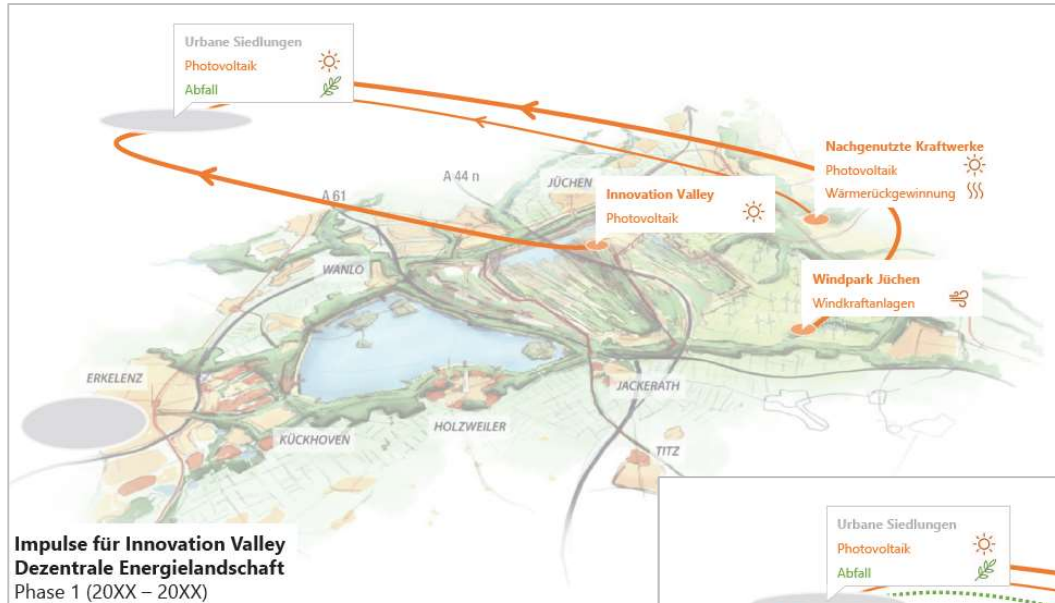 Urbane Siedlungen
Photovoltaik
Abfall
Nachgenutzte Kraftwerke
Photovoltaik
Wärmerückgewinnung
A 44 n
JÜCHEN
A 61
Innovation Valley
Photovoltaik
WANLO
Windpark Jüchen
Windkraftanlagen
ERKELENZ
JACKERATH
HOLZWEILER
KÜCKHOVEN
TITZ
Impulse für Innovation Valley
Dezentrale Energielandschaft
Phase 1 (20XX – 20XX)
Urbane Siedlungen
Photovoltaik
Abfall